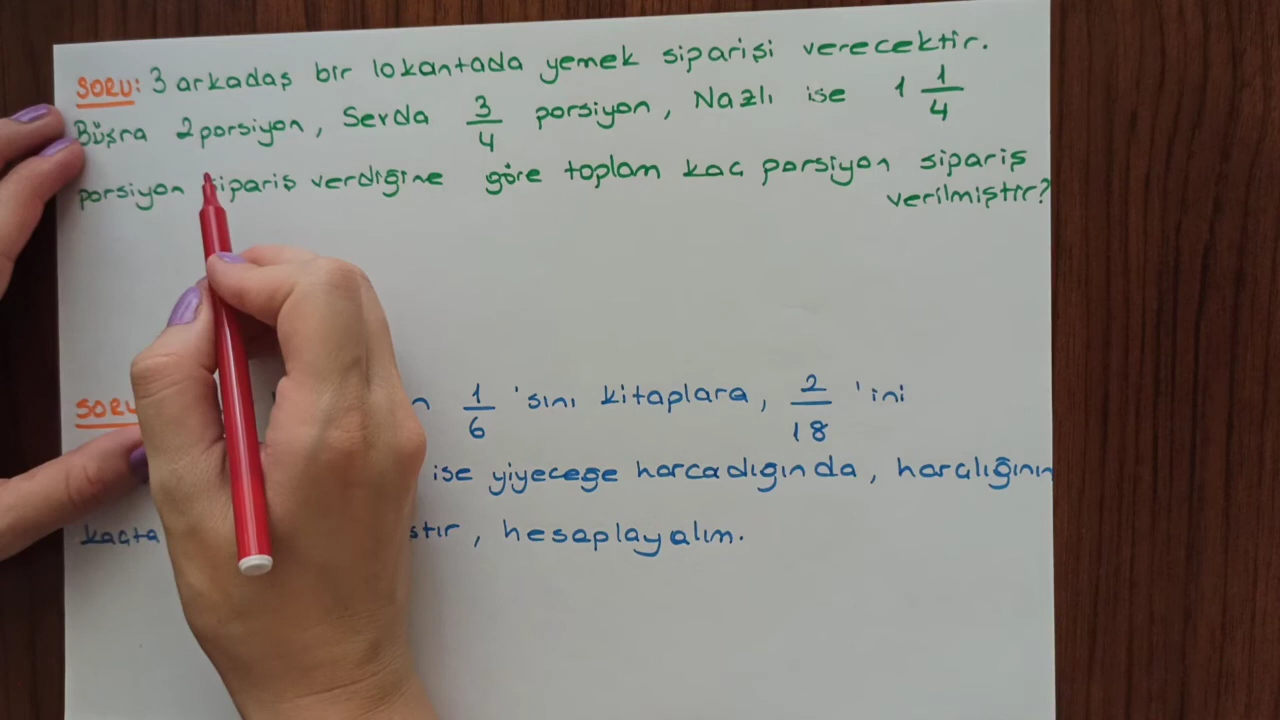 SORU: 3 arkadaş bir lokantada yemek siparişi verecektir.
Büşra 2 porsiyon, Serda 3/4 porsiyon, Nazlı ise 1 1/4
porsiyon sipariş verdiğine göre toplam kaç porsiyon sipariş
verilmiştir?
SORU 1/6 'sını kitaplara, 2/18 'ini
ise yiyeceğe harcadığında, harçlığının
kaçta , hesaplayalım.